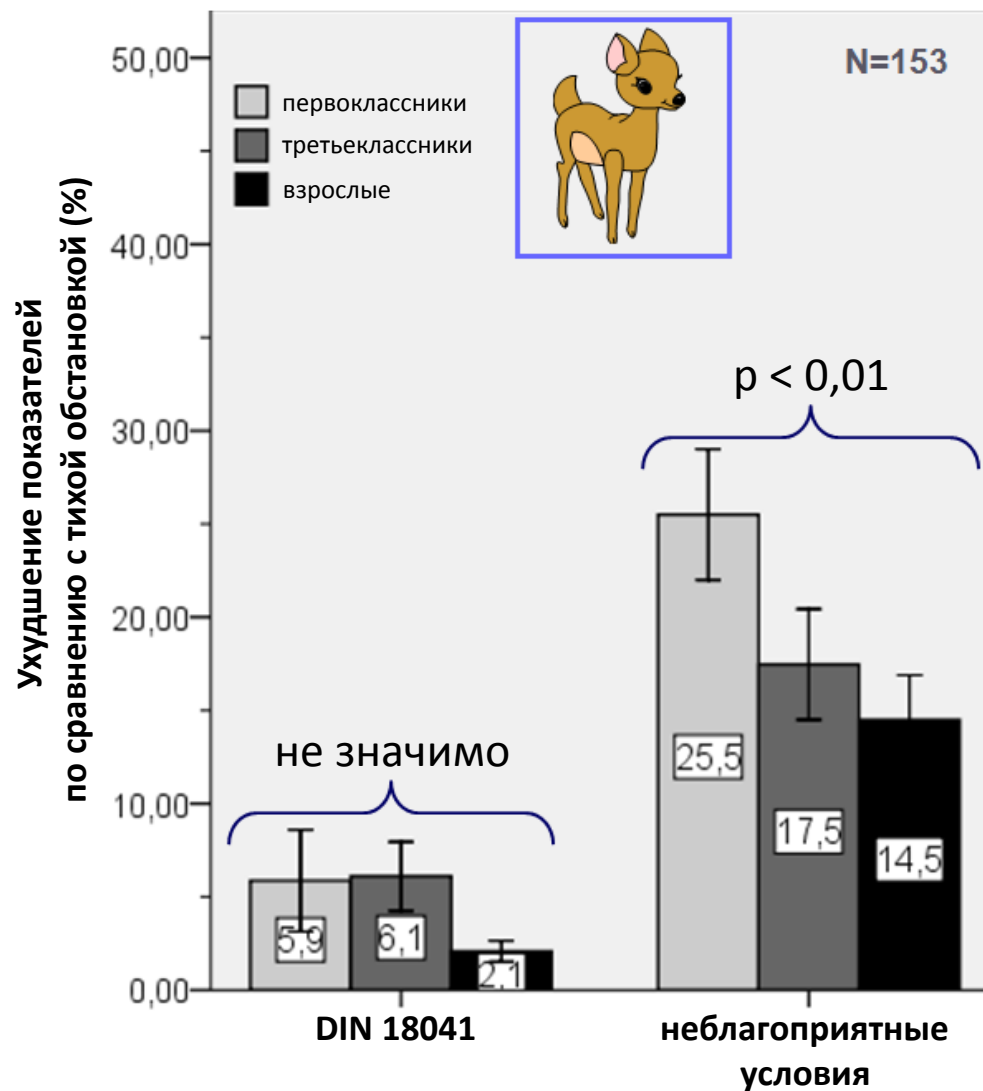 Ухудшение показателей
по сравнению с тихой обстановкой (%)
50,00
40,00
30,00
20,00
10,00
0,00
первоклассники
третьеклассники
взрослые
N=153
не значимо
p < 0,01
5,9
6,1
2,1
25,5
17,5
14,5
DIN 18041
неблагоприятные
условия